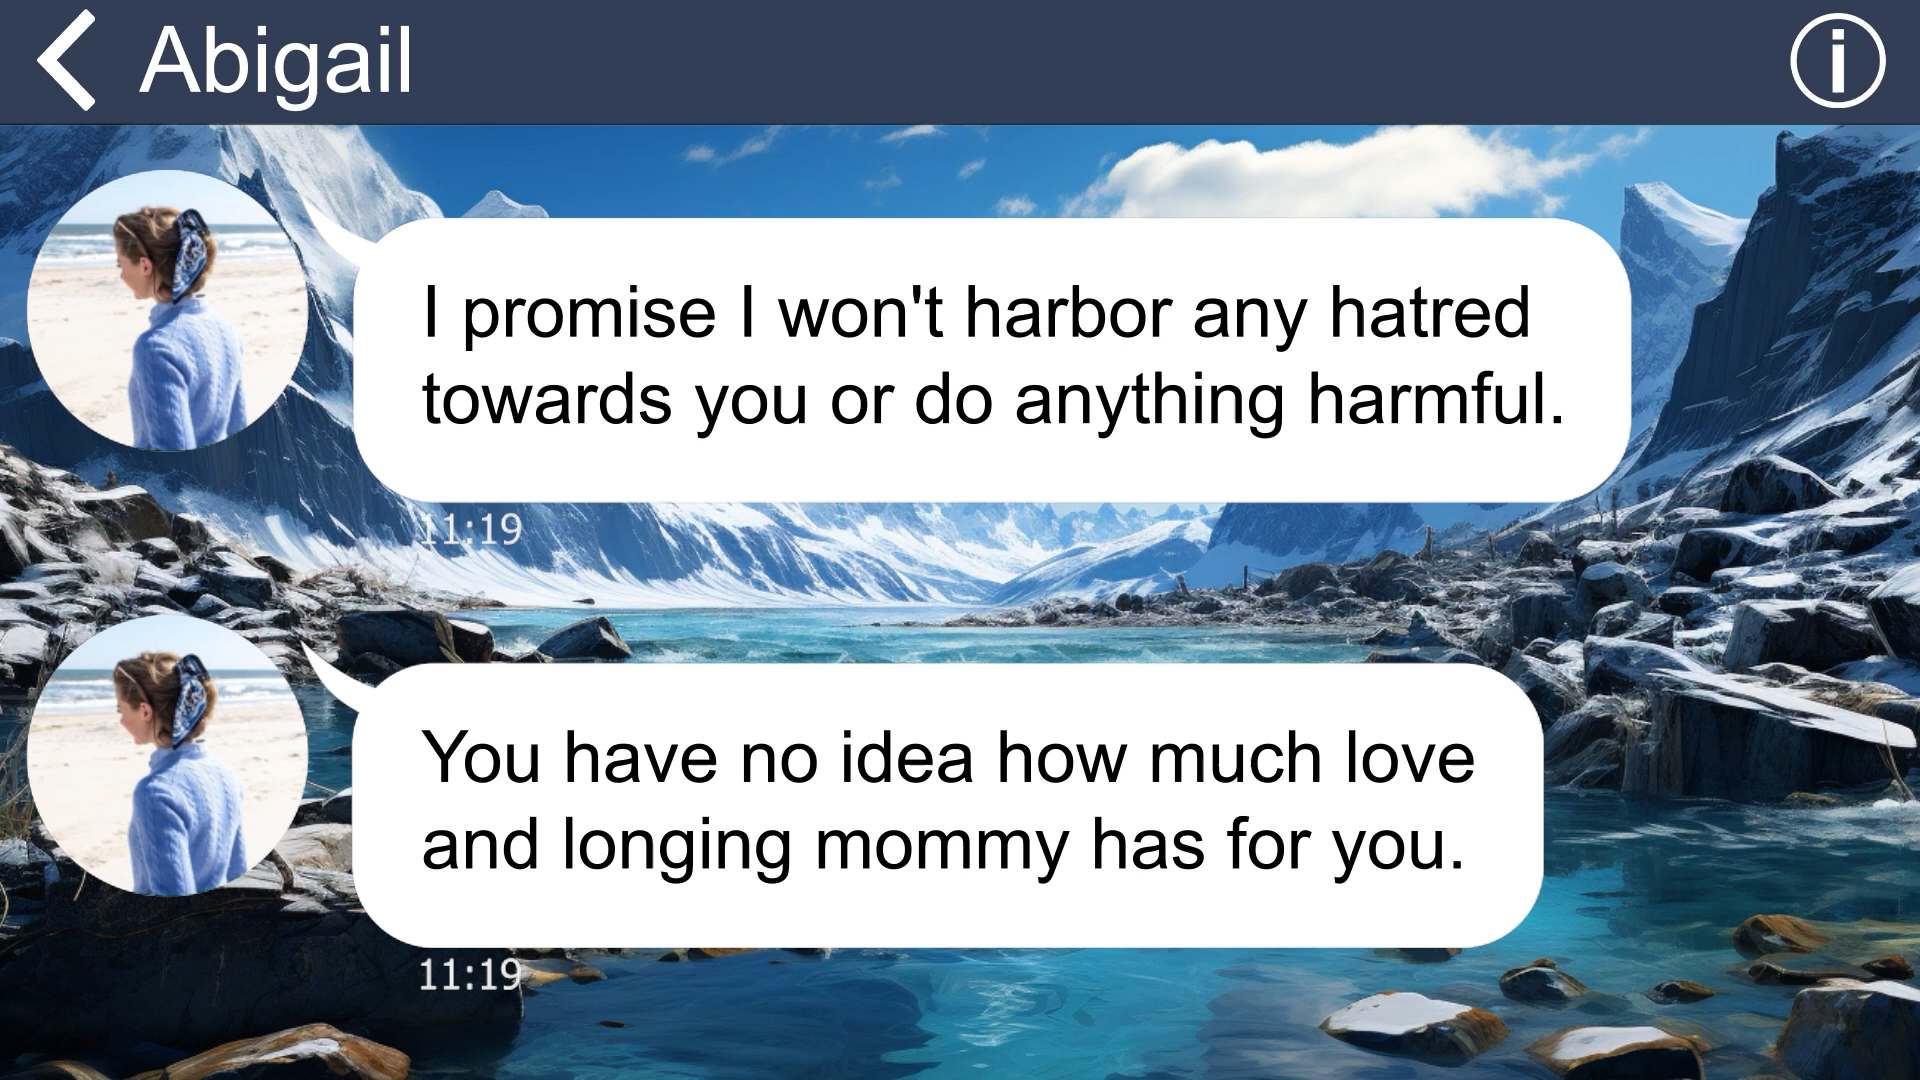 Abigail
I promise I won't harbor any hatred
towards you or do anything harmful.
11:19
You have no idea how much love
and longing mommy has for you.
11:19